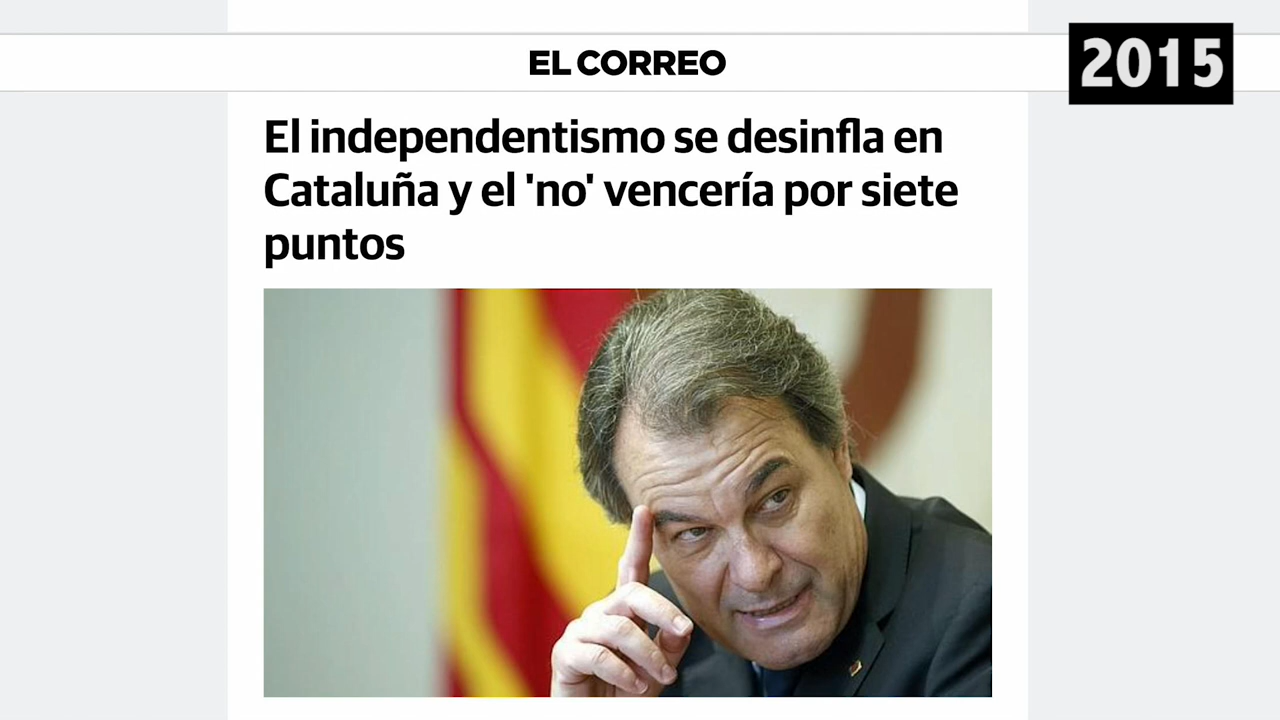 EL CORREO
2015
El independentismo se desinfla en
Cataluña y el 'no' vencería por siete
puntos